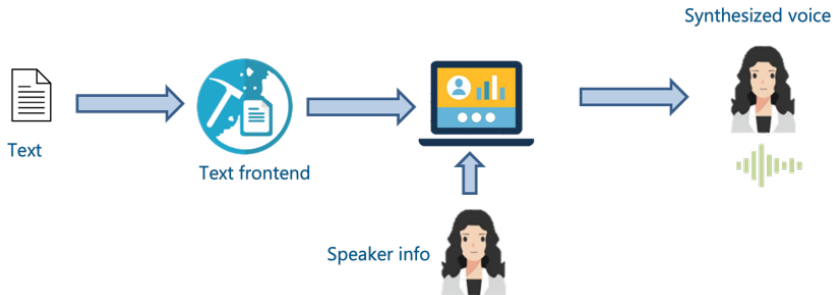 Synthesized voice
Text
Text frontend
Speaker info